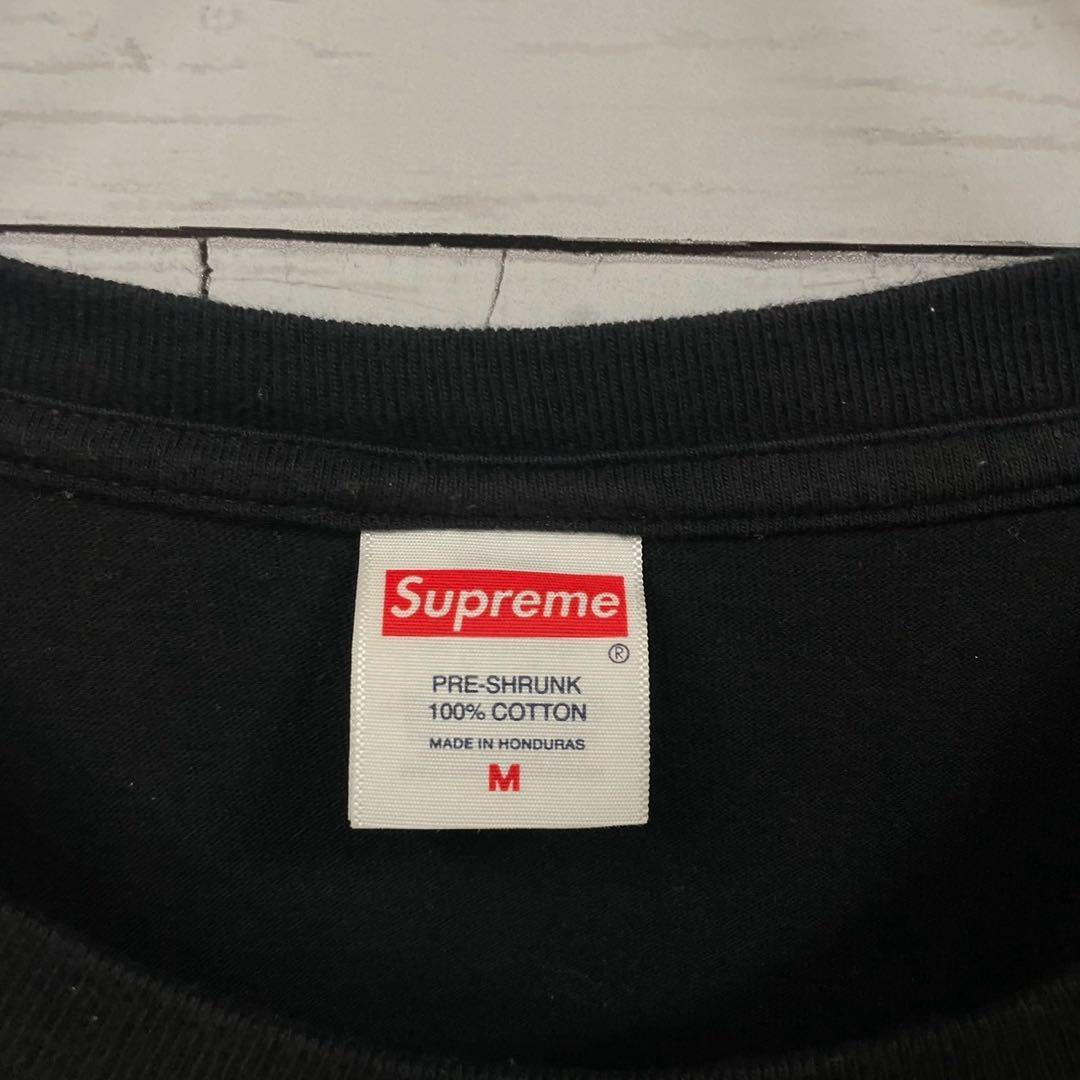 Supreme
®
PRE-SHRUNK
100% COTTON
MADE IN HONDURAS
M